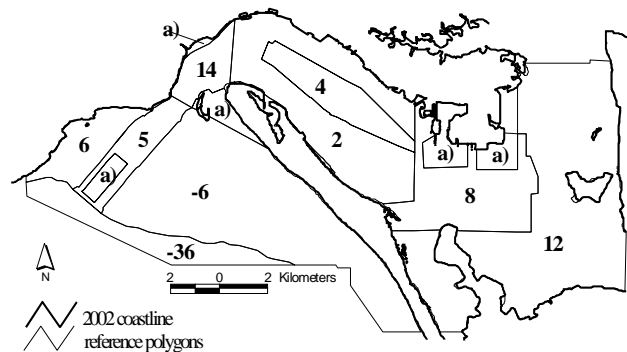 a)
14
4
a)
6
5
2
a)
a)
a)
-6
8
12
-36
N
2 0 2 Kilometers
2002 coastline
reference polygons